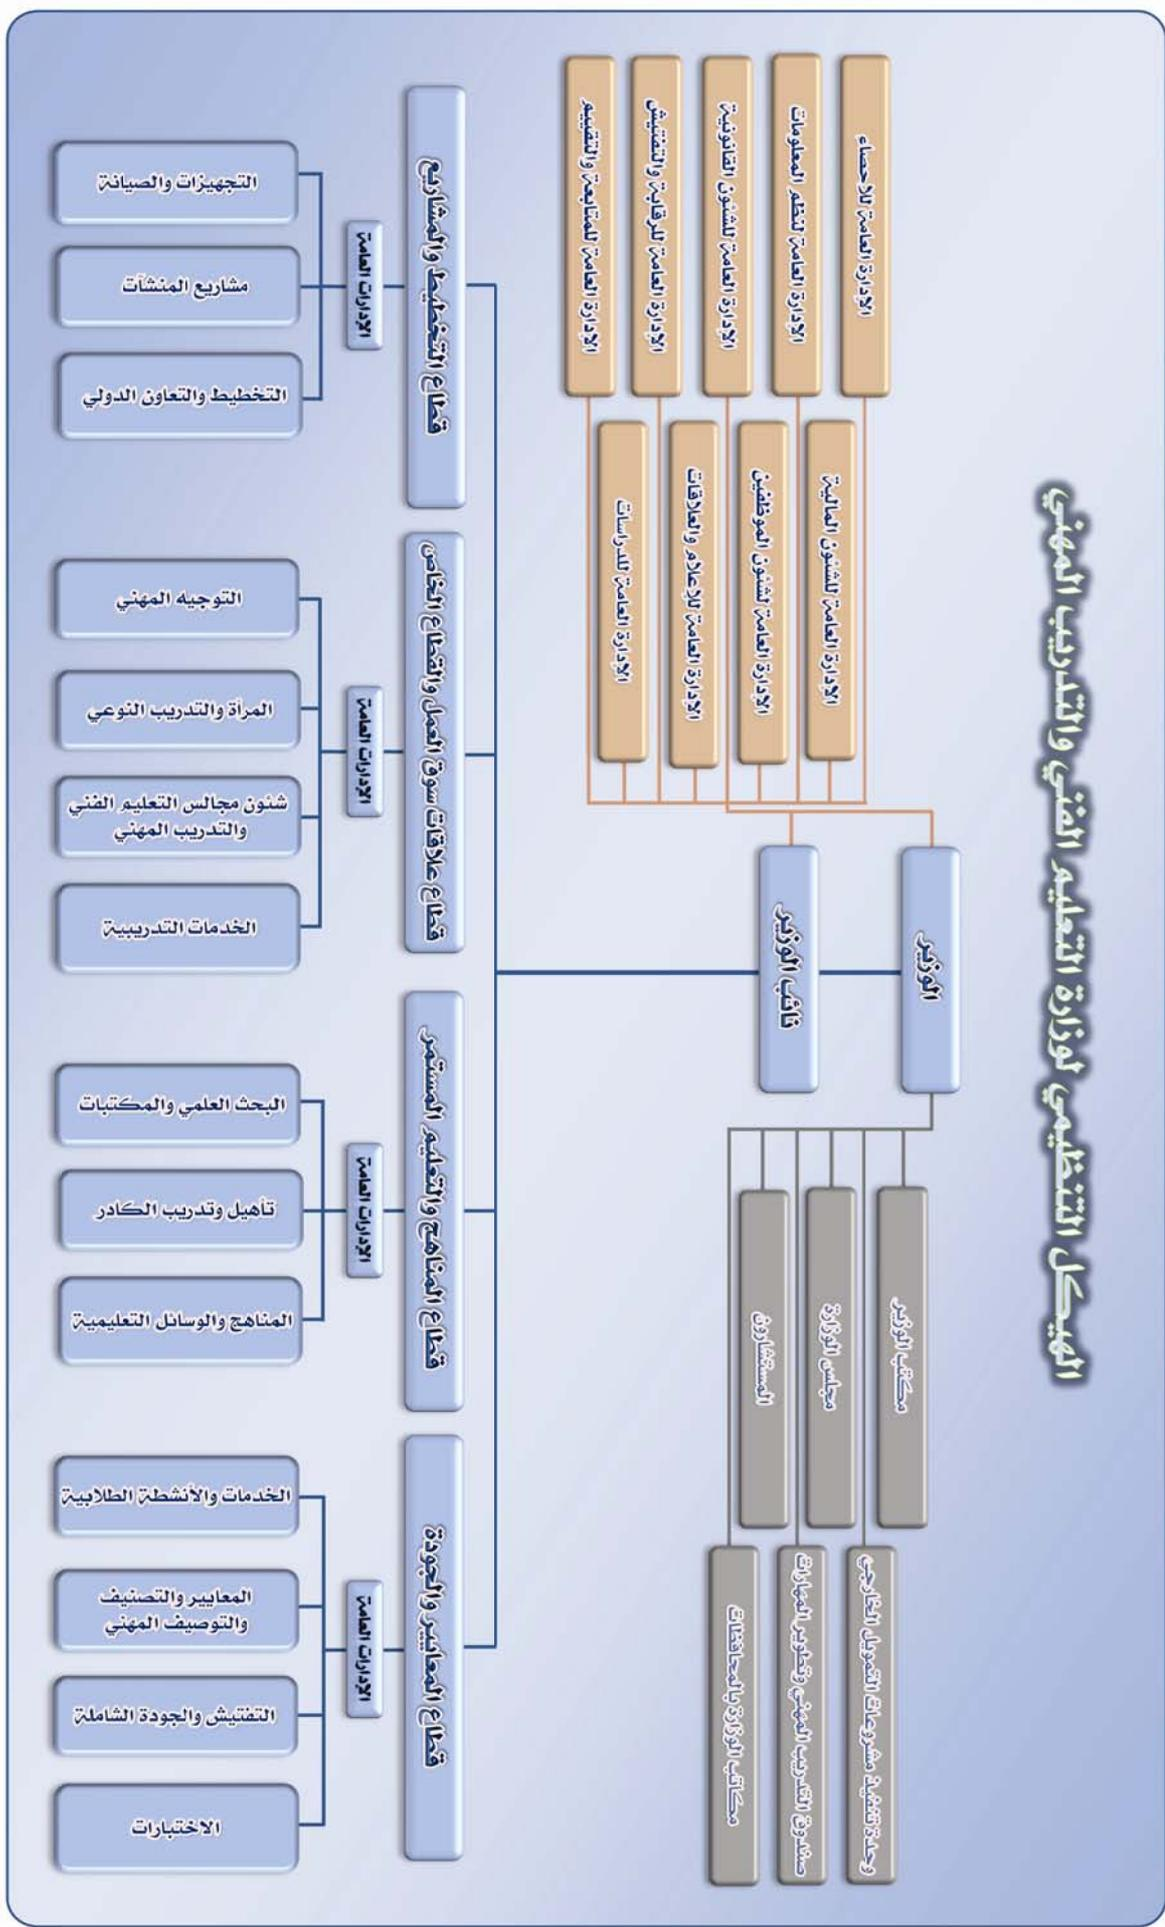 الهيكل التنظيمي لوزارة التعليم الفني والتدريب المهني
الوزير
نائب الوزير
مكتب الوزير
وحدة تنفيذ مشروعات التمويل الخارجي
مجلس الوزارة
صندوق التدريب المهني وتطوير المهارات
المستشارون
مكاتب الوزارة بالمحافظات
الإدارة العامة للاحصاء
الإدارة العامة للشئون المالية
الإدارة العامة لنظم المعلومات
الإدارة العامة لشئون الموظفين
الإدارة العامة للشئون القانونية
الإدارة العامة للإعلام والعلاقات
الإدارة العامة للرقابة والتفتيش
الإدارة العامة للدراسات
الإدارة العامة للمتابعة والتقييم
قطاع المعايير والجودة
الإدارات العامة
الاختبارات
التفتيش والجودة الشاملة
المعايير والتصنيف
والتوصيف المهني
الخدمات والأنشطة الطلابية
قطاع المناهج والتعليم المستمر
الإدارات العامة
المناهج والوسائل التعليمية
تأهيل وتدريب الكادر
البحث العلمي والمكتبات
قطاع علاقات سوق العمل والقطاع الخاص
الإدارات العامة
الخدمات التدريبية
شئون مجالس التعليم الفني
والتدريب المهني
المرأة والتدريب النوعي
التوجيه المهني
قطاع التخطيط والمشاريع
الإدارات العامة
التخطيط والتعاون الدولي
مشاريع المنشآت
التجهيزات والصيانة